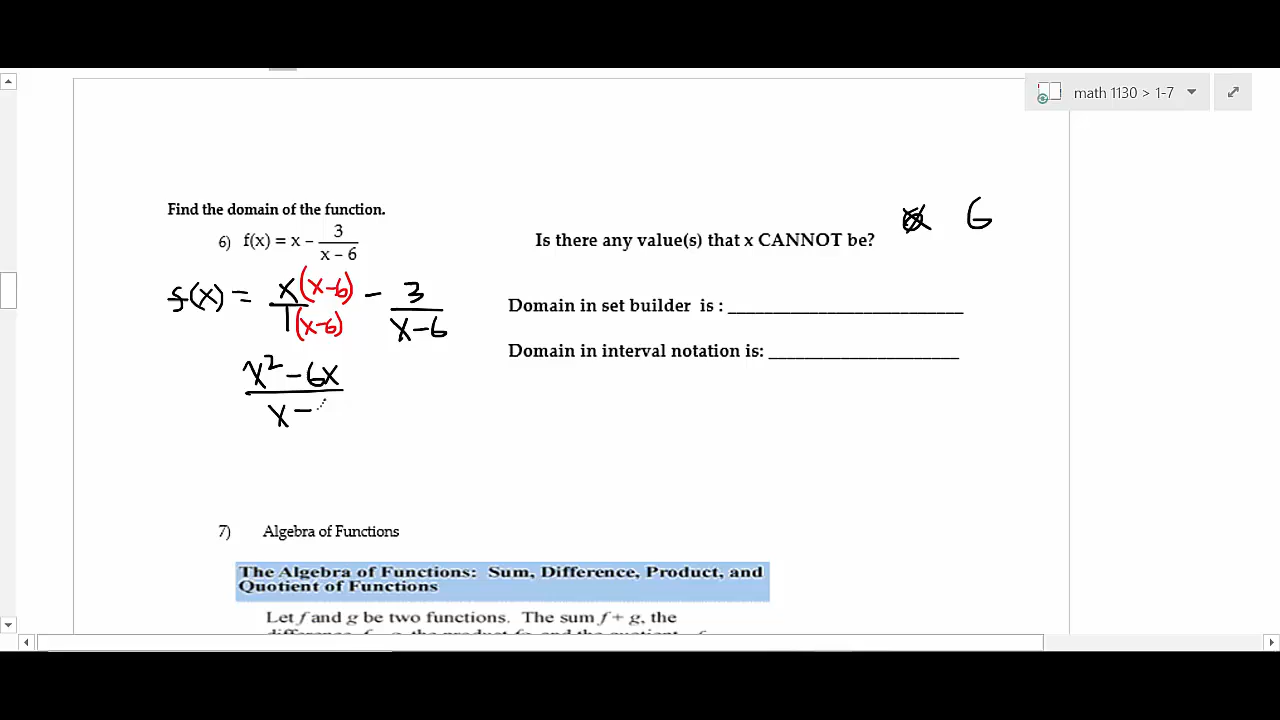 math 1130 > 1-7
Find the domain of the function.
6) f(x) = x – 3/(x – 6)
Is there any value(s) that x CANNOT be? 6
f(x) = x(x-6)/1(x-6) - 3/(x-6)
Domain in set builder is : __________________________
Domain in interval notation is: _____________________
x² - 6x
x -
7) Algebra of Functions
The Algebra of Functions: Sum, Difference, Product, and
Quotient of Functions
Let f and g be two functions. The sum f + g, the